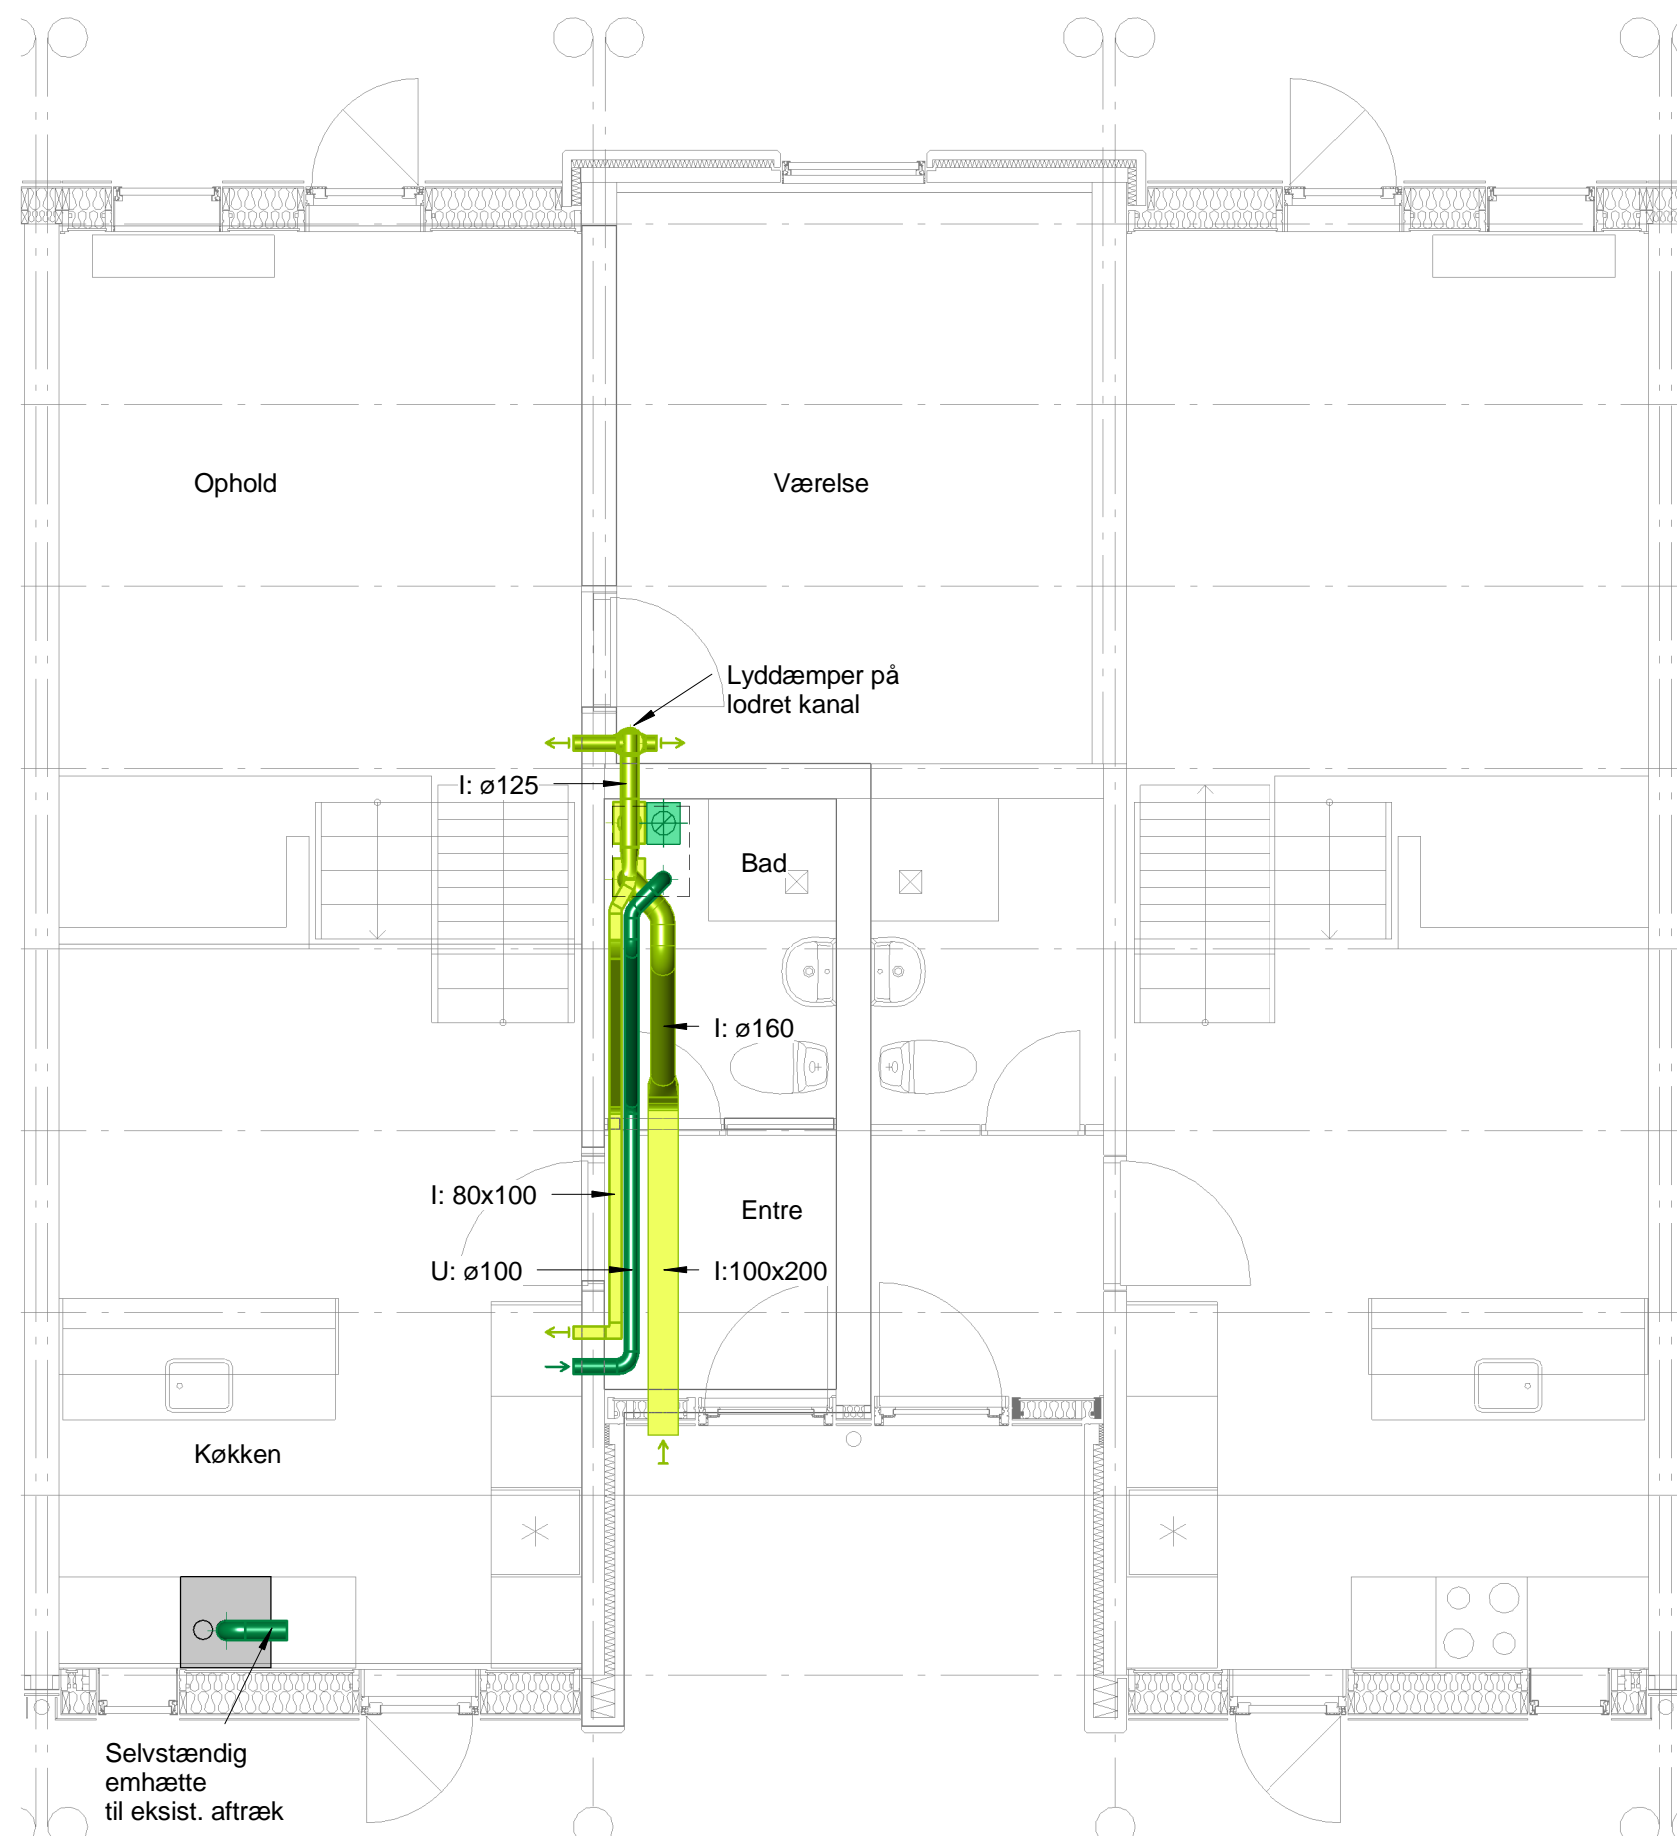 Ophold
Værelse
Lyddæmper på
lodret kanal
I: ø125
Bad
I: ø160
I: 80x100
Entre
U: ø100
I:100x200
Køkken
Selvstændig
emhætte
til eksist. aftræk